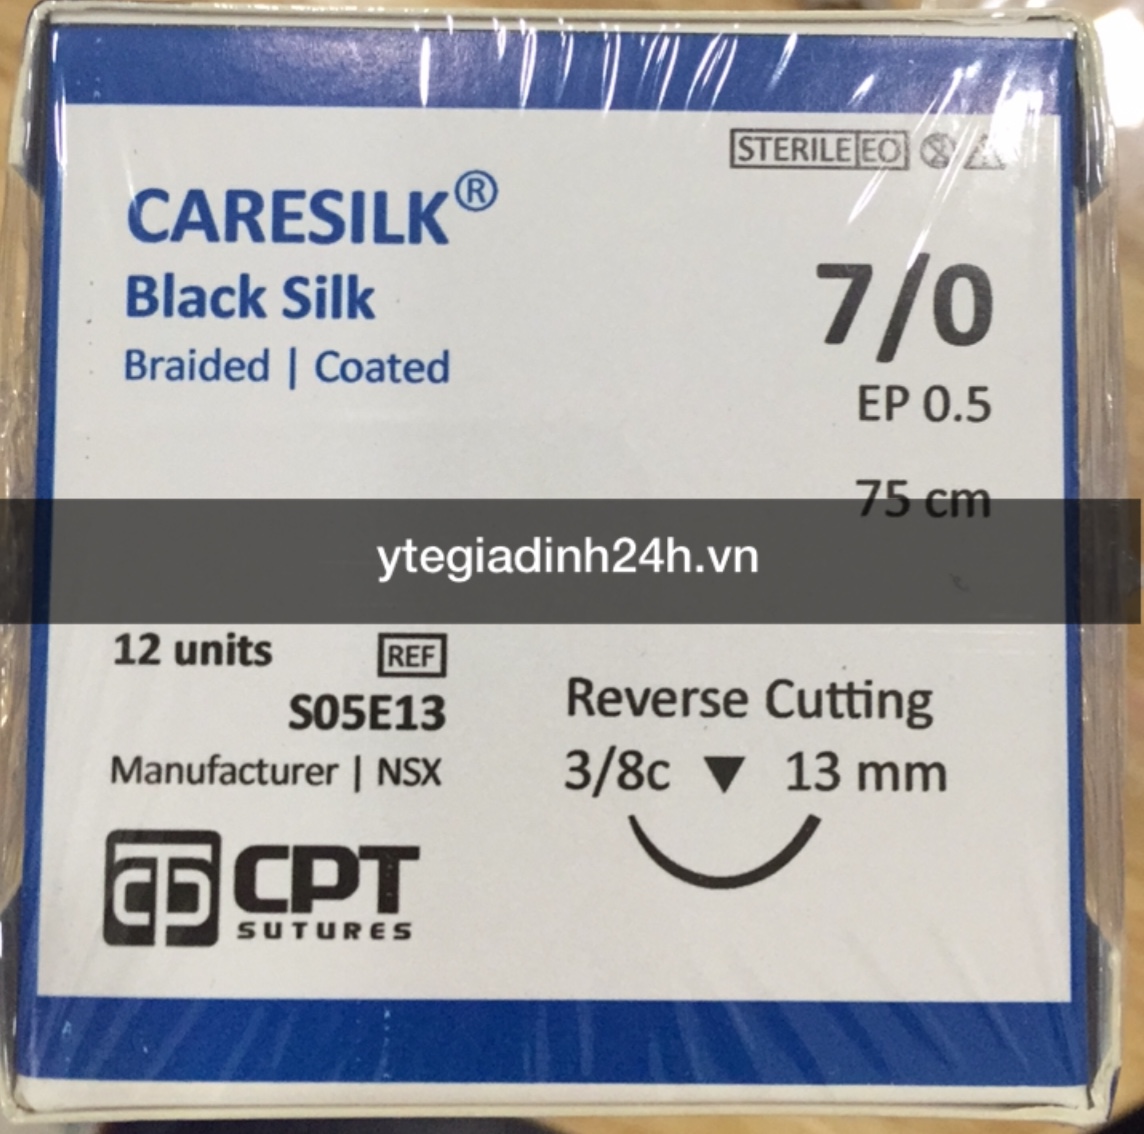 STERILE EO
CARESILK®
Black Silk
Braided | Coated
7/0
EP 0.5
75 cm
ytegiadinh24h.vn
12 units
REF
S05E13
Manufacturer | NSX
CPT
SUTURES
Reverse Cutting
3/8c ▼ 13 mm